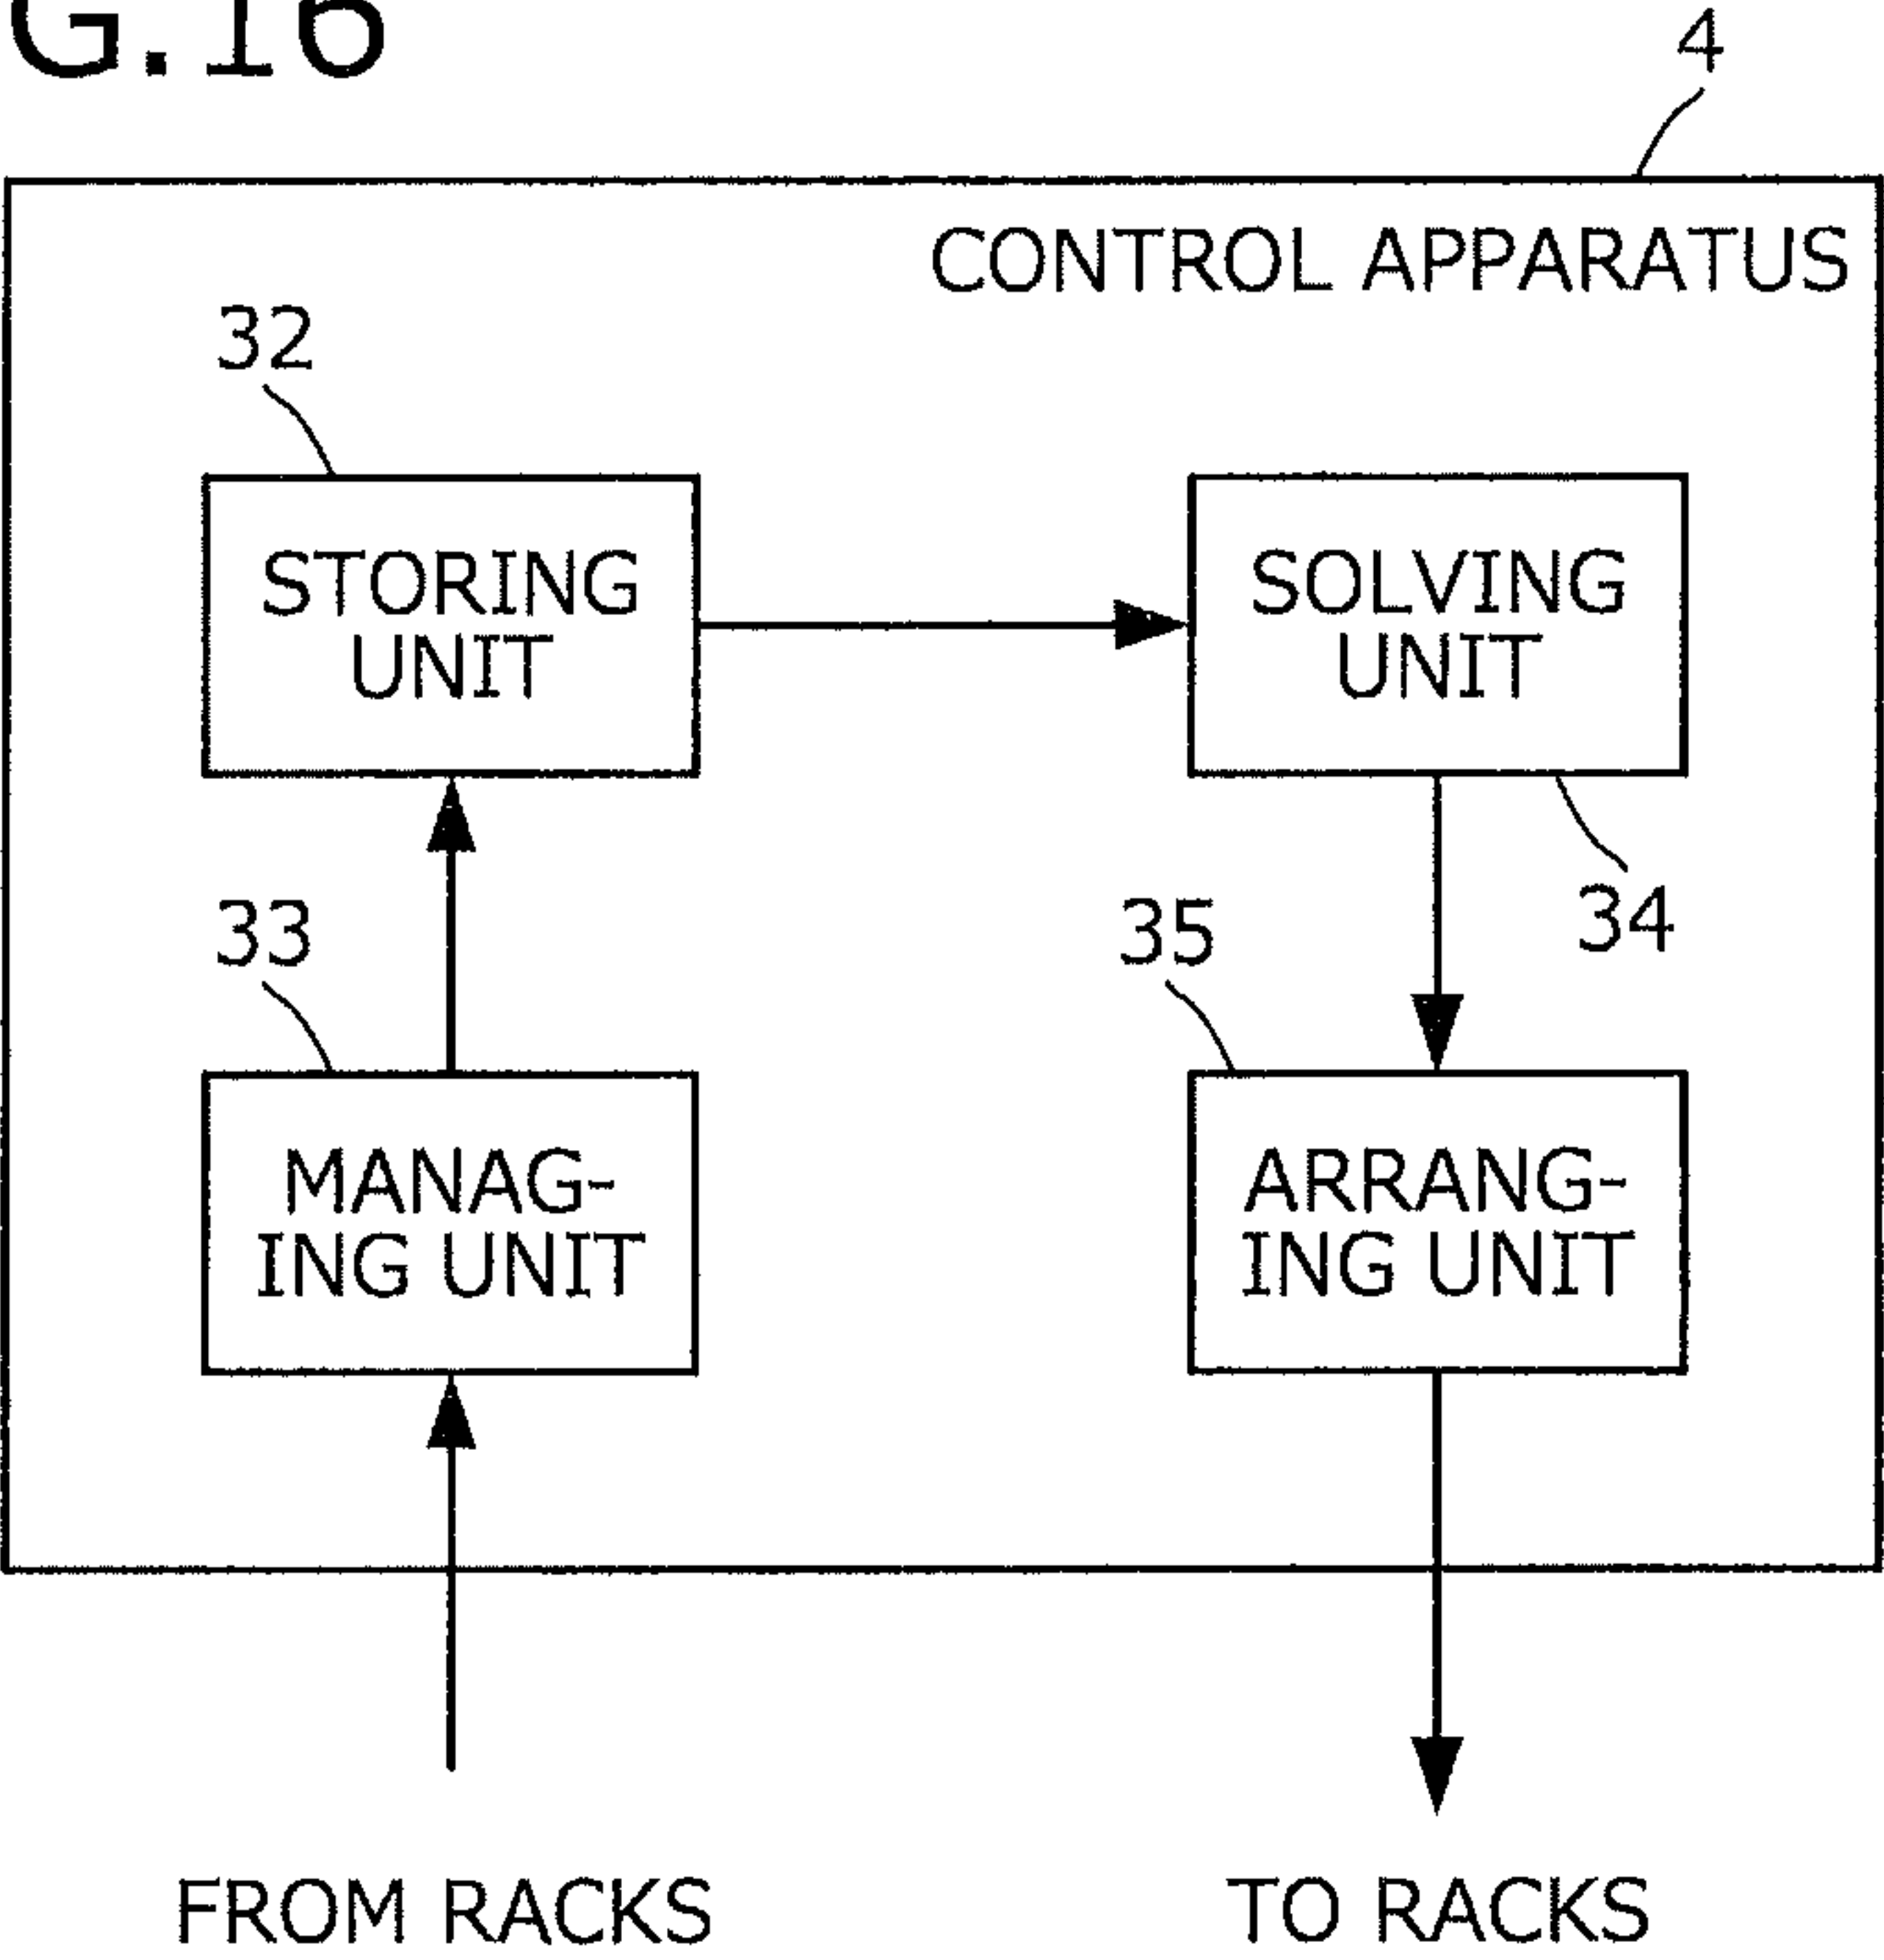 G.16
4
CONTROL APPARATUS
32
STORING
UNIT
SOLVING
UNIT
33
35
34
MANAG-
ING UNIT
ARRANG-
ING UNIT
FROM RACKS
TO RACKS